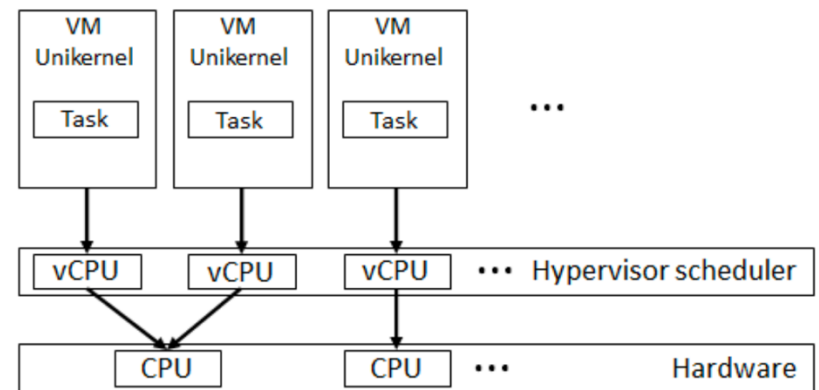 VM
Unikernel
Task
VM
Unikernel
Task
VM
Unikernel
Task
...
vCPU
vCPU
vCPU
... Hypervisor scheduler
CPU
CPU
... Hardware